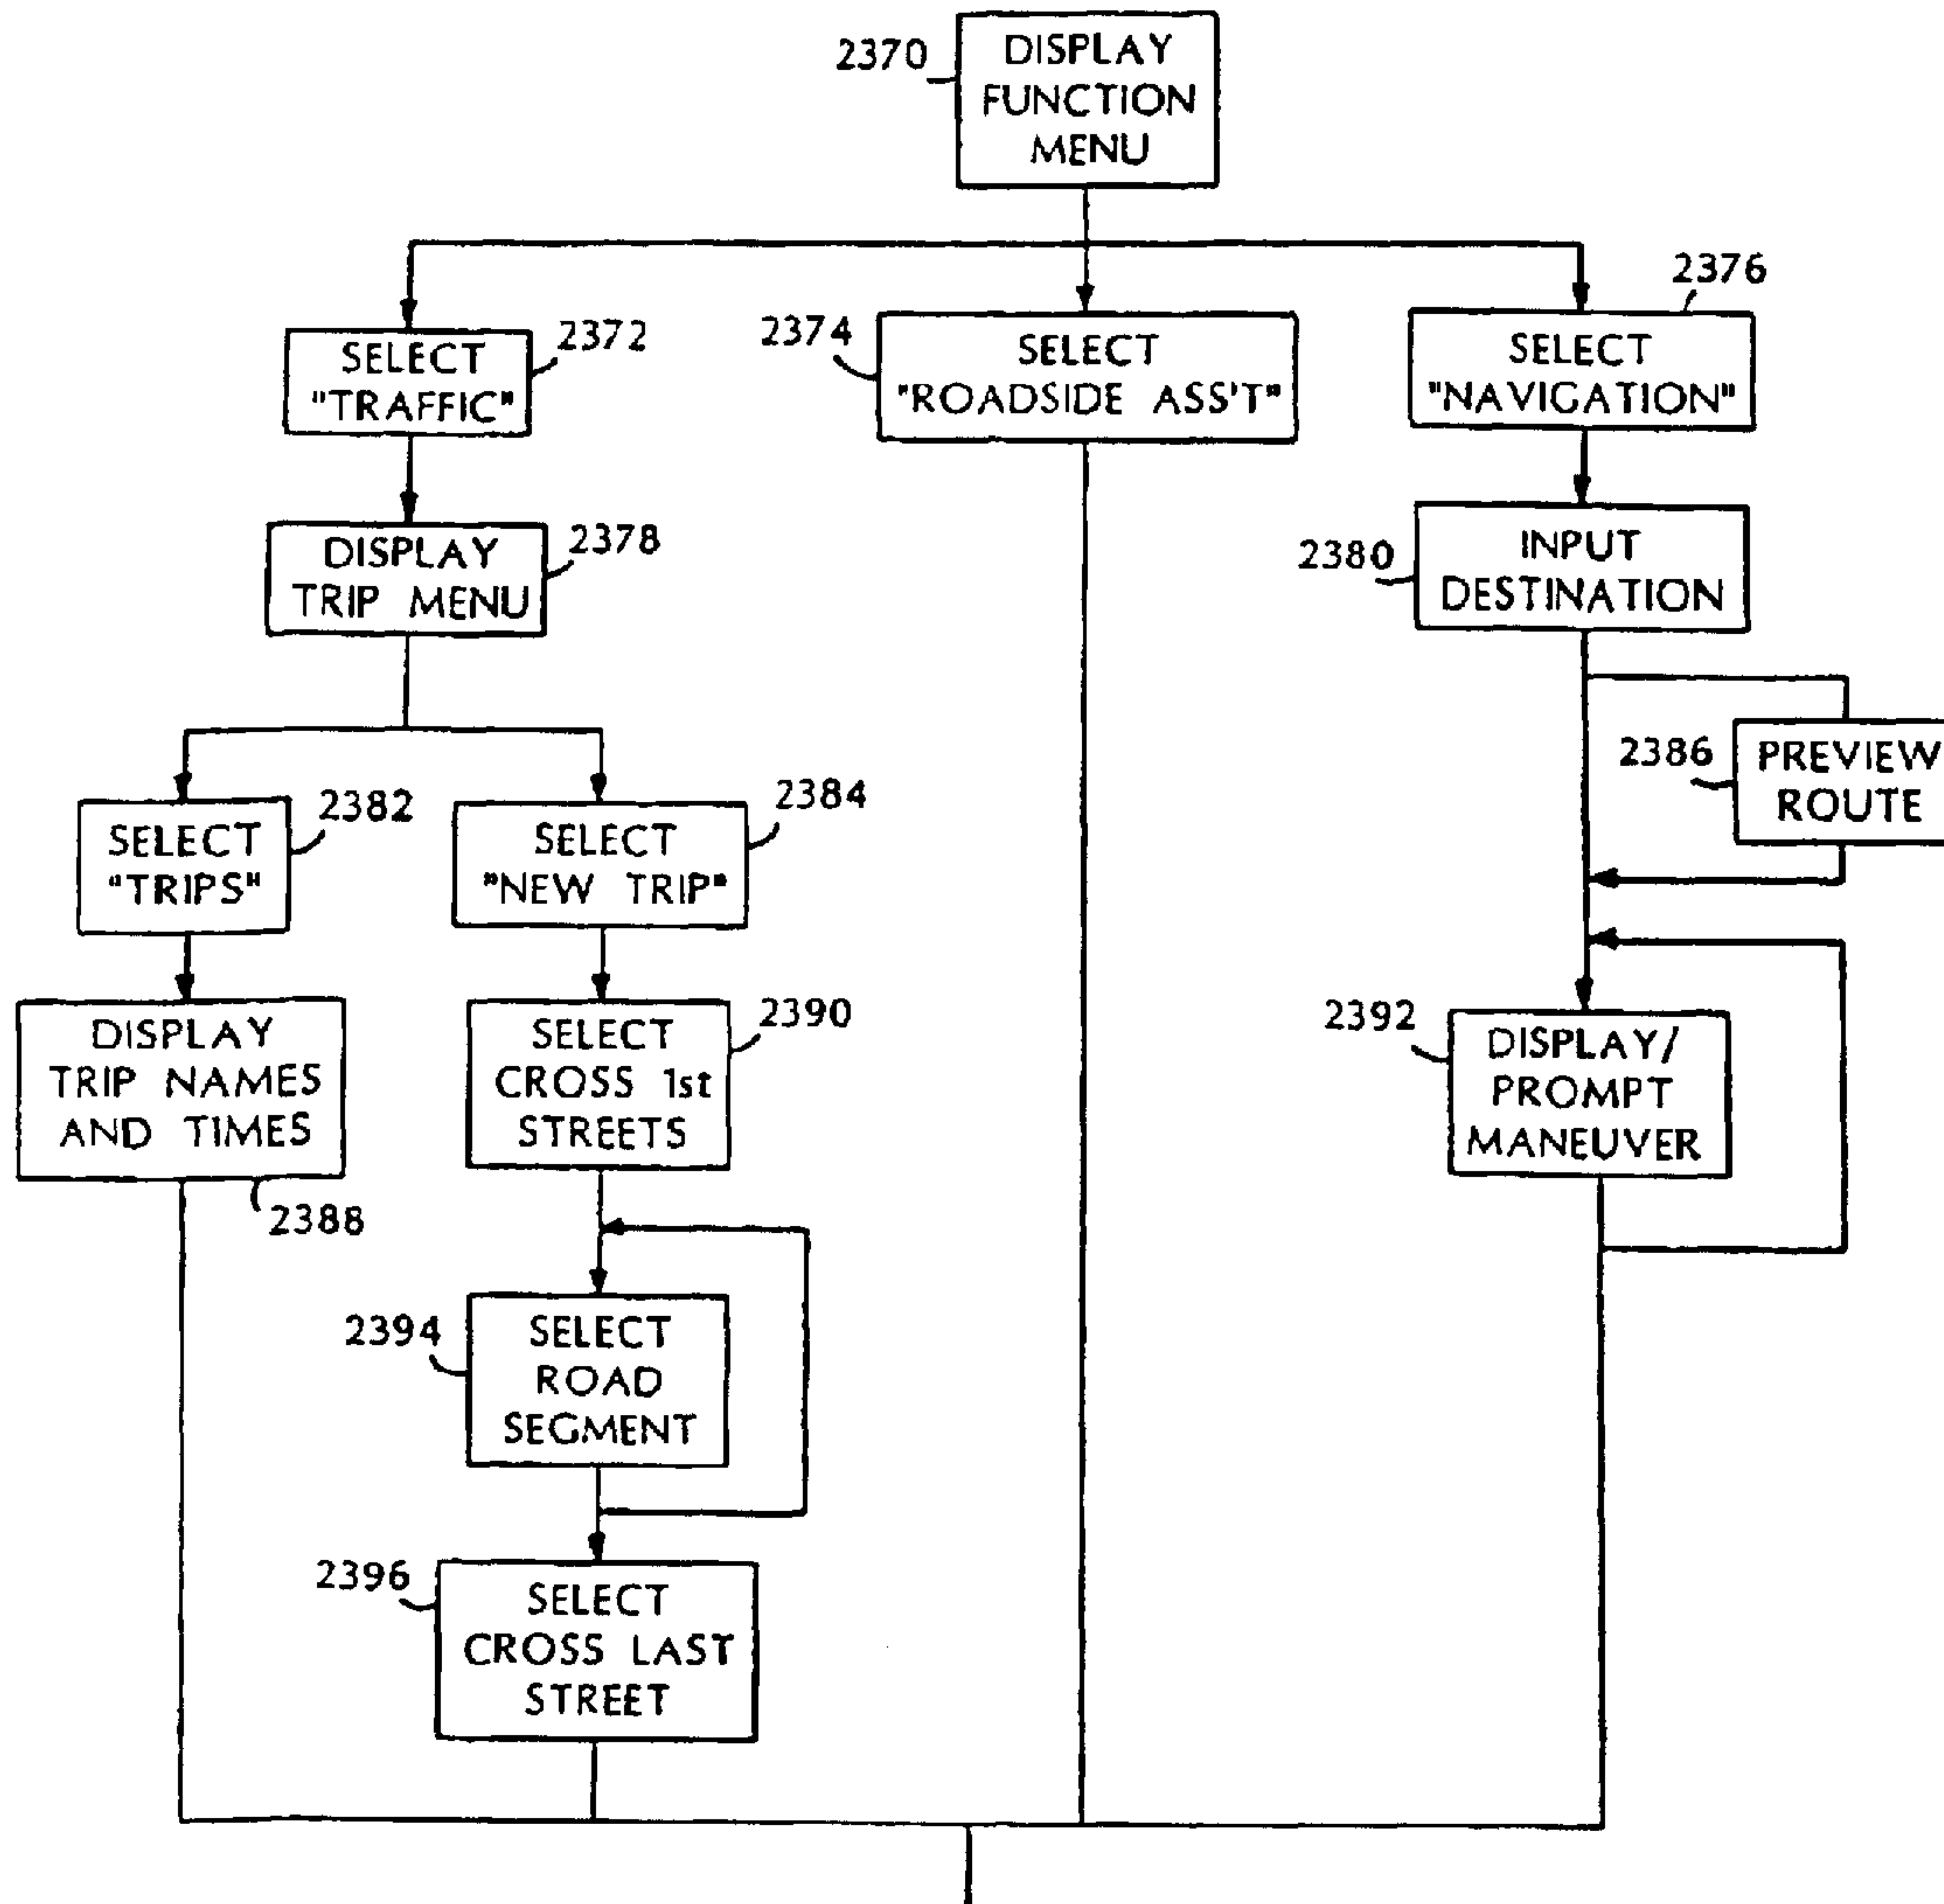 2370
DISPLAY
FUNCTION
MENU
2372
SELECT
"TRAFFIC"
2374
SELECT
"ROADSIDE ASS'T"
2376
SELECT
"NAVIGATION"
2378
DISPLAY
TRIP MENU
2380
INPUT
DESTINATION
2382
SELECT
"TRIPS"
2384
SELECT
"NEW TRIP"
2386
PREVIEW
ROUTE
DISPLAY
TRIP NAMES
AND TIMES
2388
2390
SELECT
CROSS 1st
STREETS
2392
DISPLAY/
PROMPT
MANEUVER
2394
SELECT
ROAD
SEGMENT
2396
SELECT
CROSS LAST
STREET